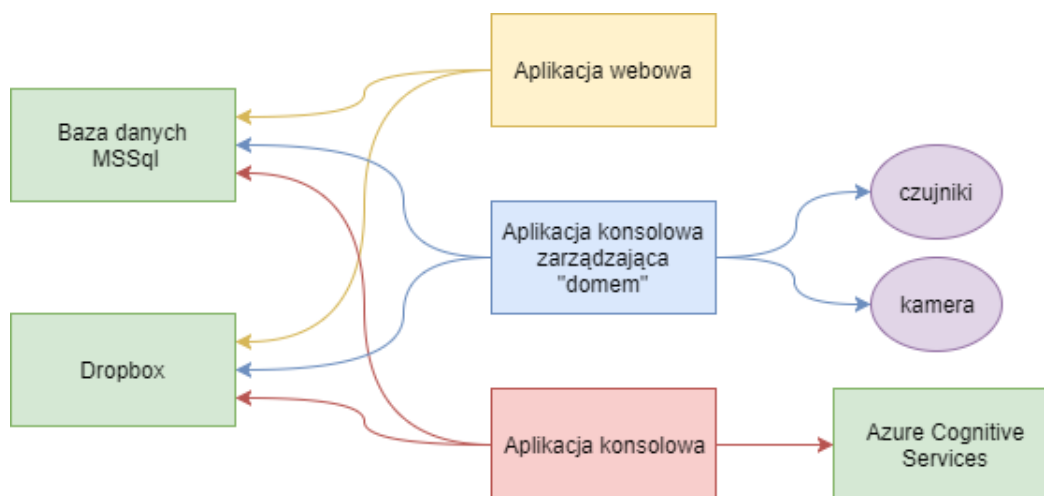 Aplikacja webowa
Baza danych
MSSql
czujniki
Aplikacja konsolowa
zarządzająca
"domem"
kamera
Dropbox
Aplikacja konsolowa
Azure Cognitive
Services